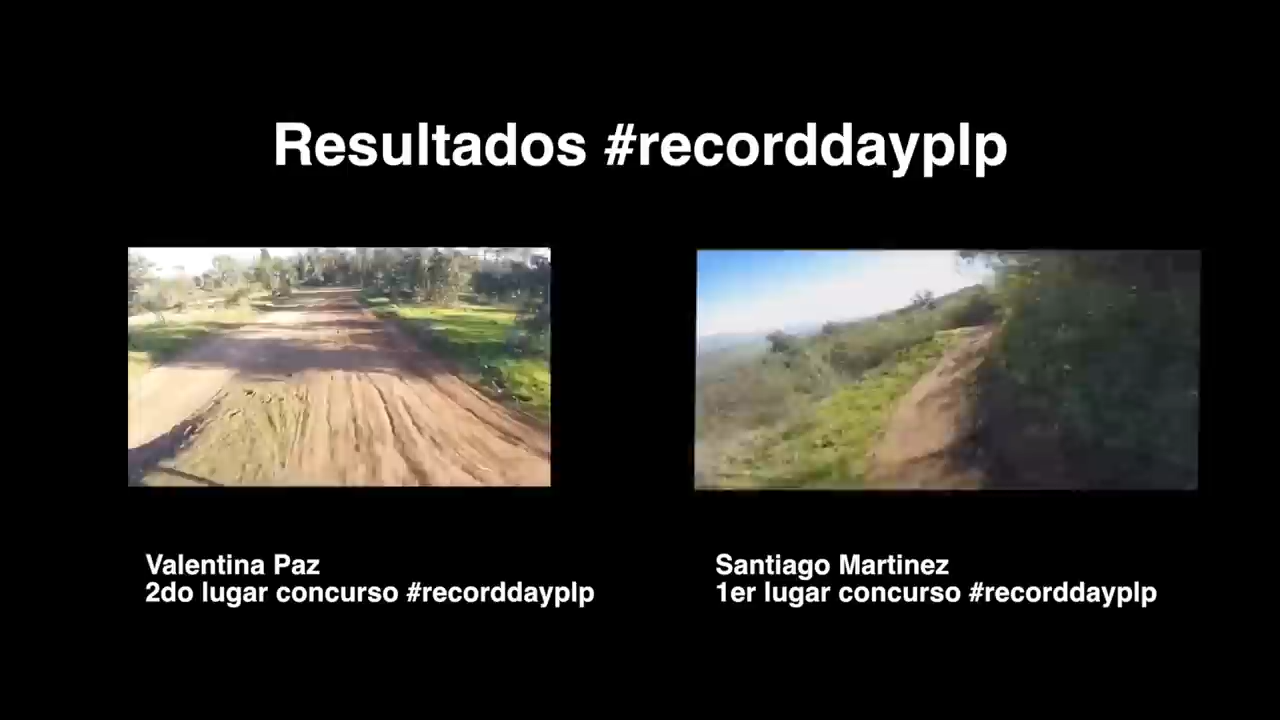 Resultados #recorddayplp
Valentina Paz
2do lugar concurso #recorddayplp
Santiago Martinez
1er lugar concurso #recorddayplp